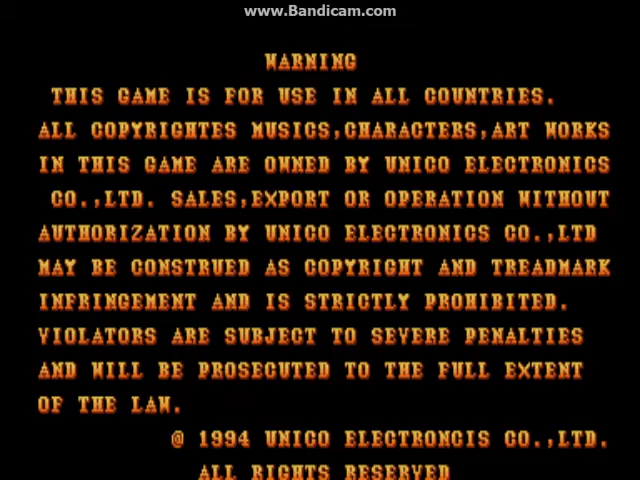 www.Bandicam.com
WARNING
THIS GAME IS FOR USE IN ALL COUNTRIES.
ALL COPYRIGHTES MUSICS,CHARACTERS,ART WORKS
IN THIS GAME ARE OWNED BY UNICO ELECTRONICS
CO.,LTD. SALES,EXPORT OR OPERATION WITHOUT
AUTHORIZATION BY UNICO ELECTRONICS CO.,LTD
MAY BE CONSTRUED AS COPYRIGHT AND TREADMARK
INFRINGEMENT AND IS STRICTLY PROHIBITED.
VIOLATORS ARE SUBJECT TO SEVERE PENALTIES
AND WILL BE PROSECUTED TO THE FULL EXTENT
OF THE LAW.
@ 1994 UNICO ELECTRONCIS CO.,LTD.
ALL RIGHTS RESERVED